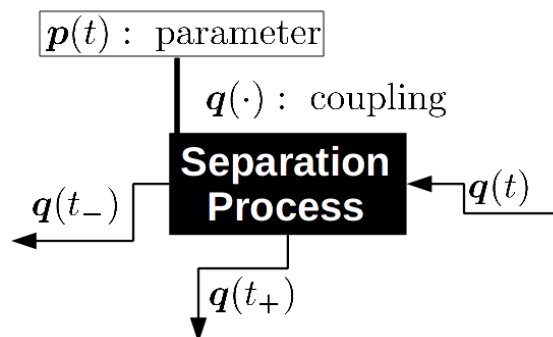 p(t) : parameter
q(·) : coupling
Separation
Process
q(t)
q(t₋)
q(t₊)